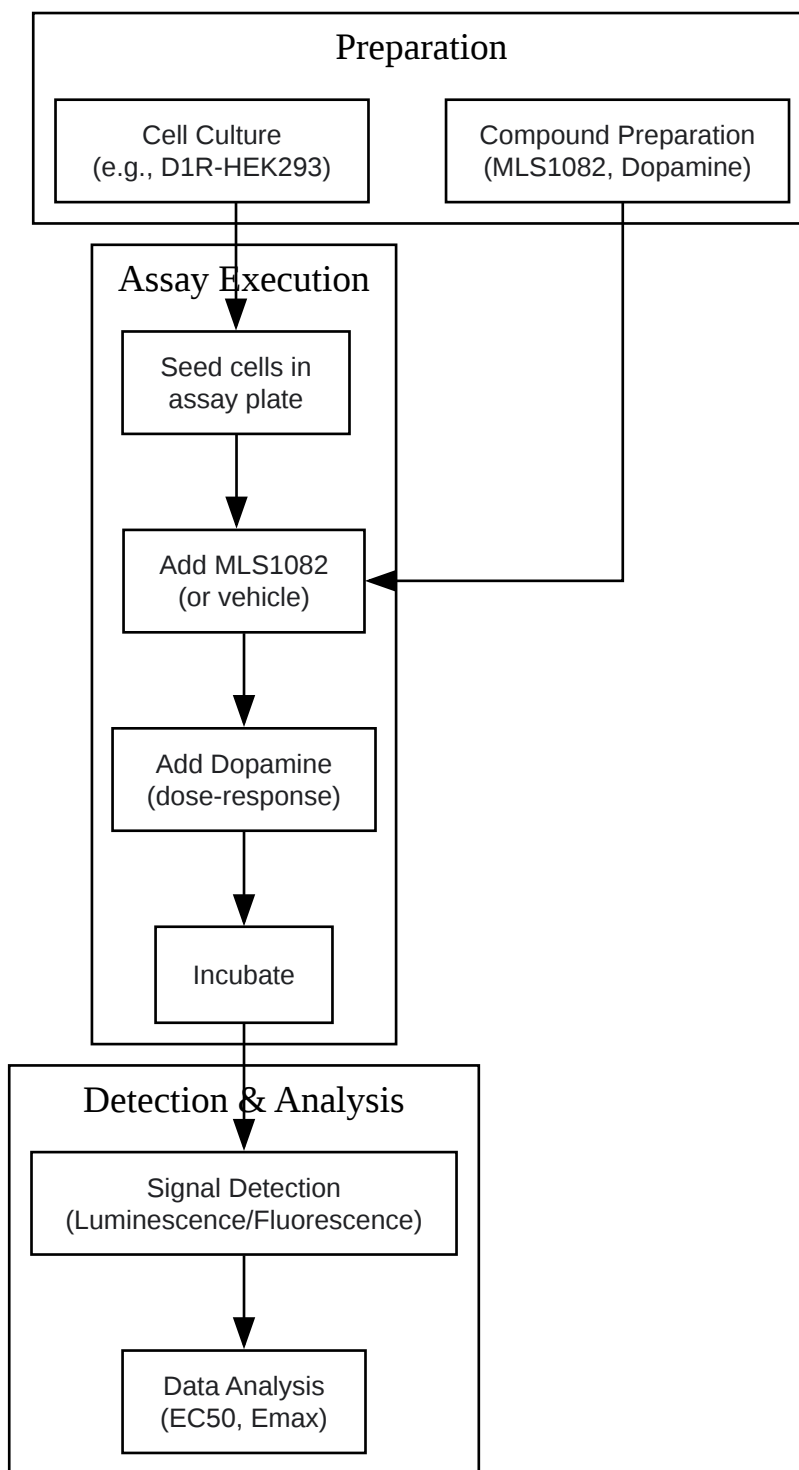 Preparation
Cell Culture
(e.g., D1R-HEK293)
Compound Preparation
(MLS1082, Dopamine)
Assay Execution
Seed cells in
assay plate
Add MLS1082
(or vehicle)
Add Dopamine
(dose-response)
Incubate
Detection & Analysis
Signal Detection
(Luminescence/Fluorescence)
Data Analysis
(EC50, Emax)